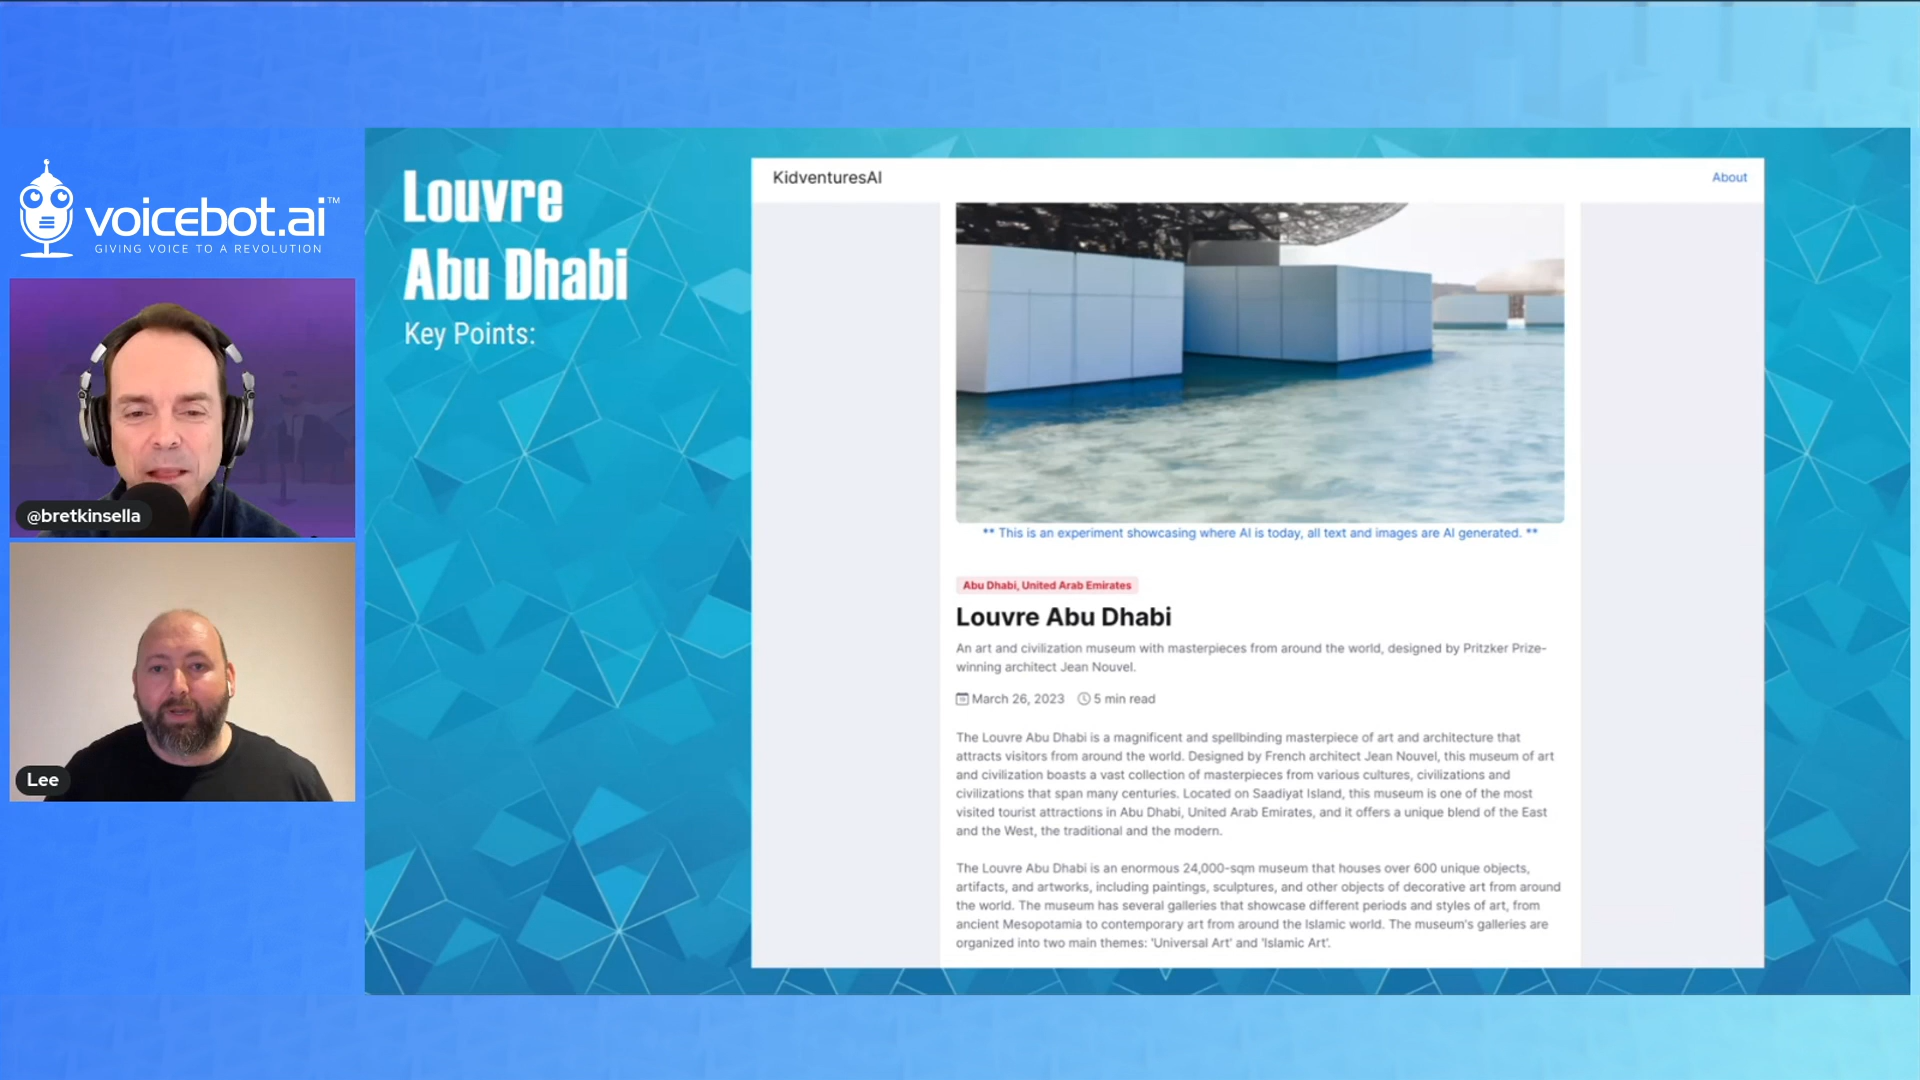 voicebot.ai™
GIVING VOICE TO A REVOLUTION
@bretkinsella
Lee
Louvre
Abu Dhabi
Key Points:
KidventuresAI
About
** This is an experiment showcasing where AI is today, all text and images are AI generated. **
Abu Dhabi, United Arab Emirates
Louvre Abu Dhabi
An art and civilization museum with masterpieces from around the world, designed by Pritzker Prize-
winning architect Jean Nouvel.
March 26, 2023 5 min read
The Louvre Abu Dhabi is a magnificent and spellbinding masterpiece of art and architecture that
attracts visitors from around the world. Designed by French architect Jean Nouvel, this museum of art
and civilization boasts a vast collection of masterpieces from various cultures, civilizations and
civilizations that span many centuries. Located on Saadiyat Island, this museum is one of the most
visited tourist attractions in Abu Dhabi, United Arab Emirates, and it offers a unique blend of the East
and the West, the traditional and the modern.
The Louvre Abu Dhabi is an enormous 24,000-sqm museum that houses over 600 unique objects,
artifacts, and artworks, including paintings, sculptures, and other objects of decorative art from around
the world. The museum has several galleries that showcase different periods and styles of art, from
ancient Mesopotamia to contemporary art from around the Islamic world. The museum's galleries are
organized into two main themes: 'Universal Art' and 'Islamic Art'.